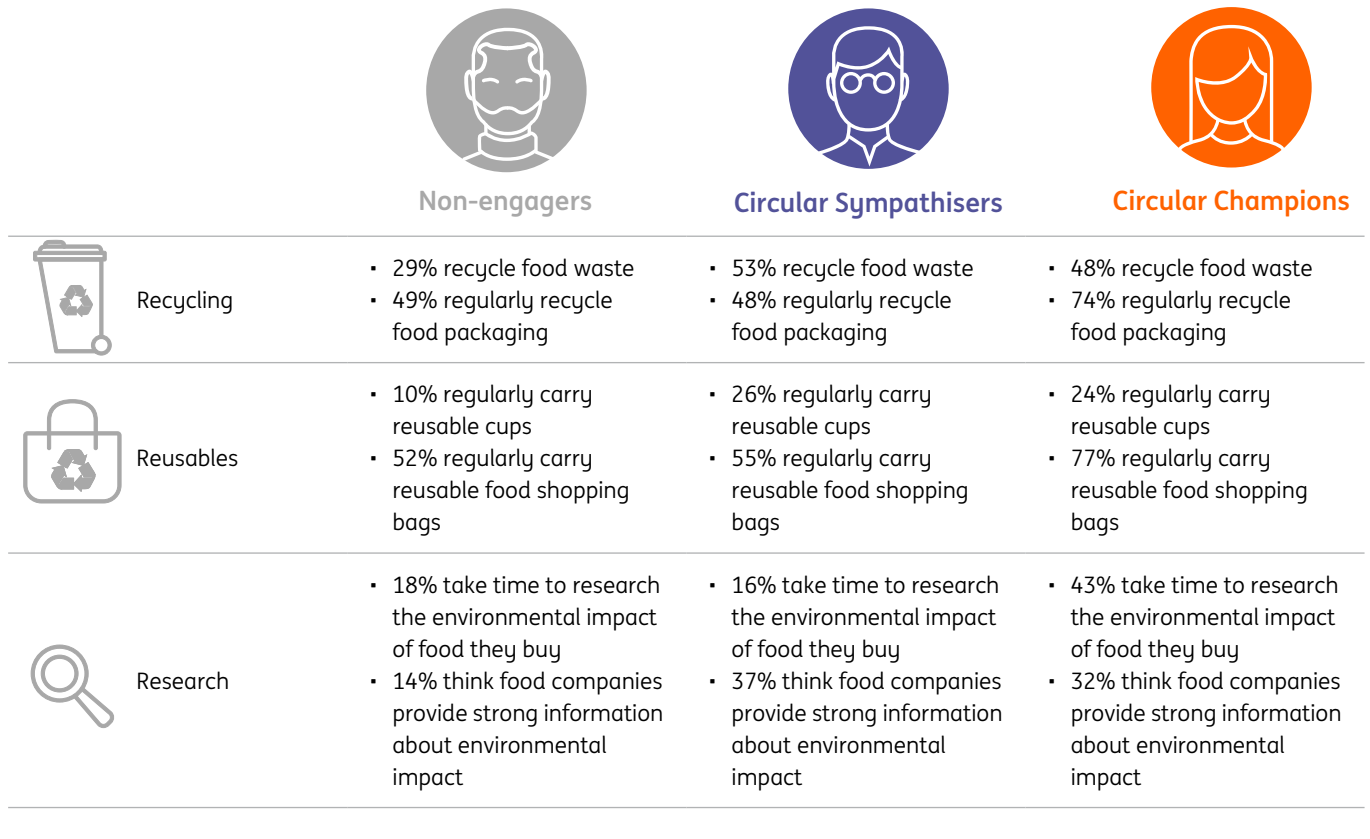 Non-engagers
Circular Sympathisers
Circular Champions
Recycling
▪ 29% recycle food waste
▪ 49% regularly recycle
food packaging
▪ 53% recycle food waste
▪ 48% regularly recycle
food packaging
▪ 48% recycle food waste
▪ 74% regularly recycle
food packaging
Reusables
▪ 10% regularly carry
reusable cups
▪ 52% regularly carry
reusable food shopping
bags
▪ 26% regularly carry
reusable cups
▪ 55% regularly carry
reusable food shopping
bags
▪ 24% regularly carry
reusable cups
▪ 77% regularly carry
reusable food shopping
bags
Research
▪ 18% take time to research
the environmental impact
of food they buy
▪ 14% think food companies
provide strong information
about environmental
impact
▪ 16% take time to research
the environmental impact
of food they buy
▪ 37% think food companies
provide strong information
about environmental
impact
▪ 43% take time to research
the environmental impact
of food they buy
▪ 32% think food companies
provide strong information
about environmental
impact